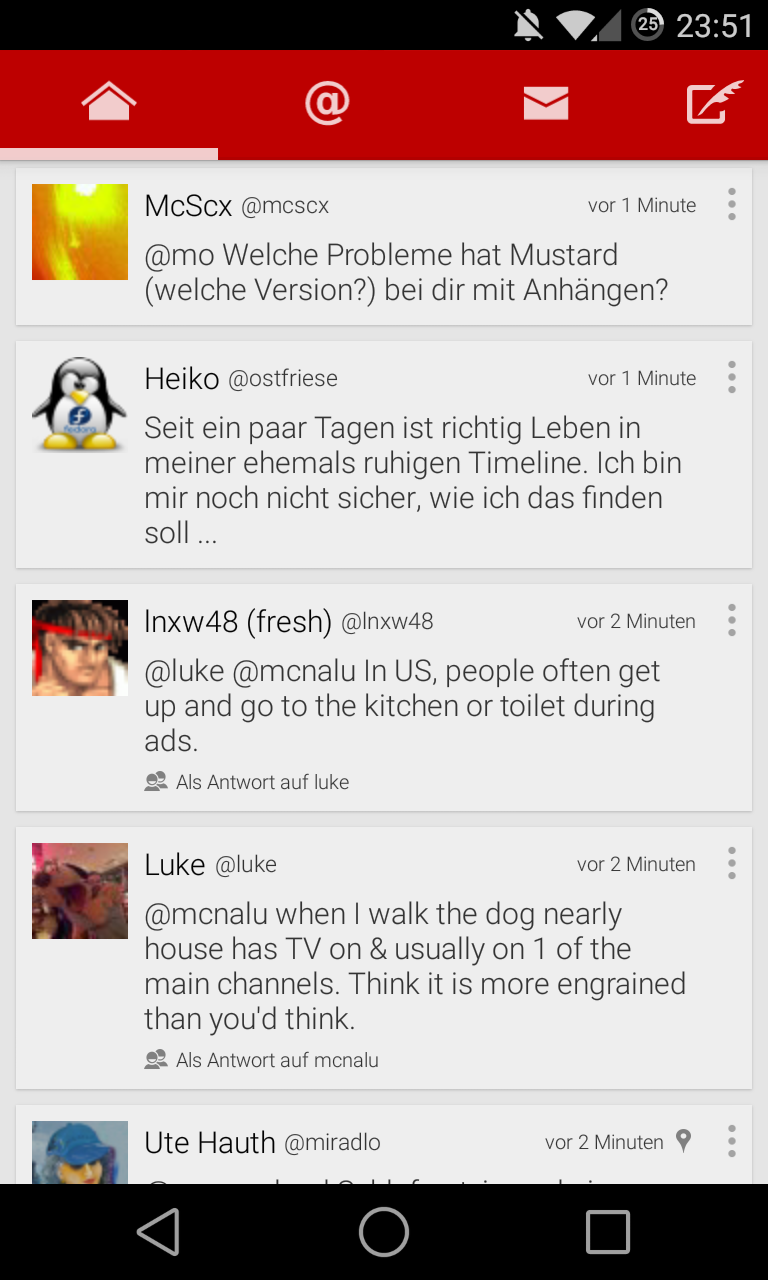 25 23:51
@
McScx @mcscx vor 1 Minute
@mo Welche Probleme hat Mustard
(welche Version?) bei dir mit Anhängen?
Heiko @ostfriese vor 1 Minute
fedora
Seit ein paar Tagen ist richtig Leben in
meiner ehemals ruhigen Timeline. Ich bin
mir noch nicht sicher, wie ich das finden
soll ...
lnxw48 (fresh) @lnxw48 vor 2 Minuten
@luke @mcnalu In US, people often get
up and go to the kitchen or toilet during
ads.
Als Antwort auf luke
Luke @luke vor 2 Minuten
@mcnalu when I walk the dog nearly
house has TV on & usually on 1 of the
main channels. Think it is more engrained
than you'd think.
Als Antwort auf mcnalu
Ute Hauth @miradlo vor 2 Minuten